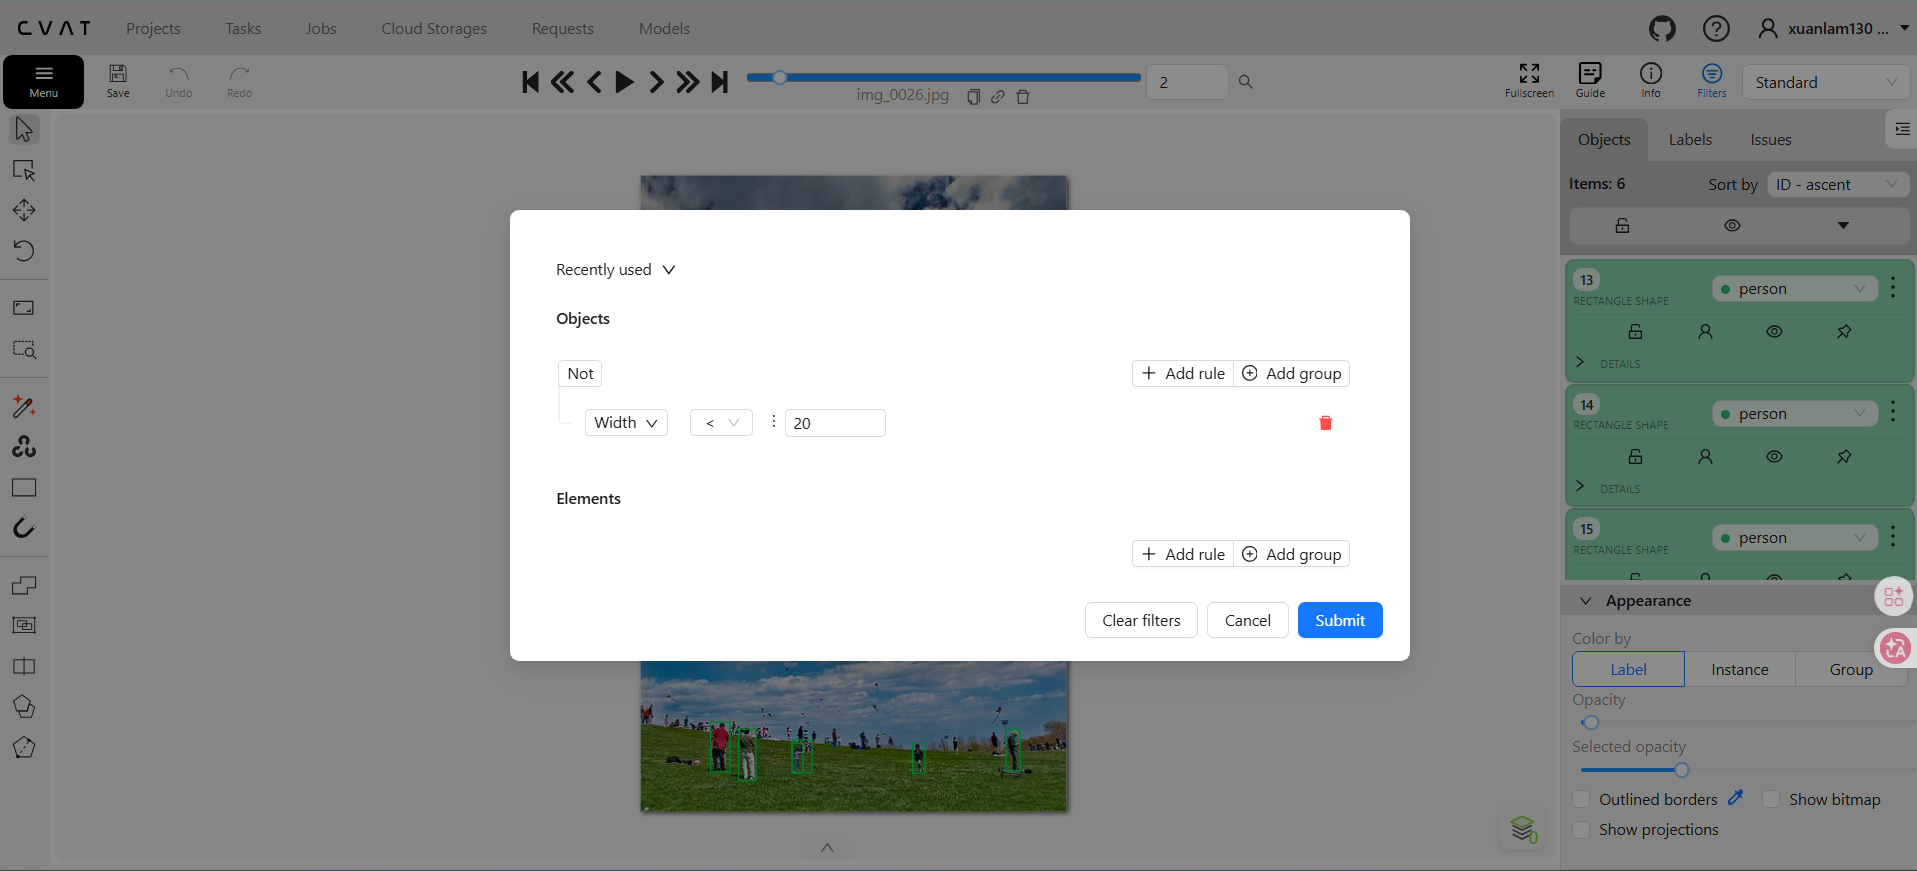 CVAT
Projects
Tasks
Jobs
Cloud Storages
Requests
Models
xuanlam130 ...
Menu
Save
Undo
Redo
img_0026.jpg
2
Fullscreen
Guide
Info
Filters
Standard
Objects
Labels
Issues
Items: 6
Sort by
ID - ascent
13
person
RECTANGLE SHAPE
DETAILS
14
person
RECTANGLE SHAPE
DETAILS
15
person
RECTANGLE SHAPE
Appearance
Color by
Label
Instance
Group
Opacity
Selected opacity
Outlined borders
Show bitmap
Show projections
0
Recently used
Objects
Not
+ Add rule
Add group
Width
<
20
Elements
+ Add rule
Add group
Clear filters
Cancel
Submit